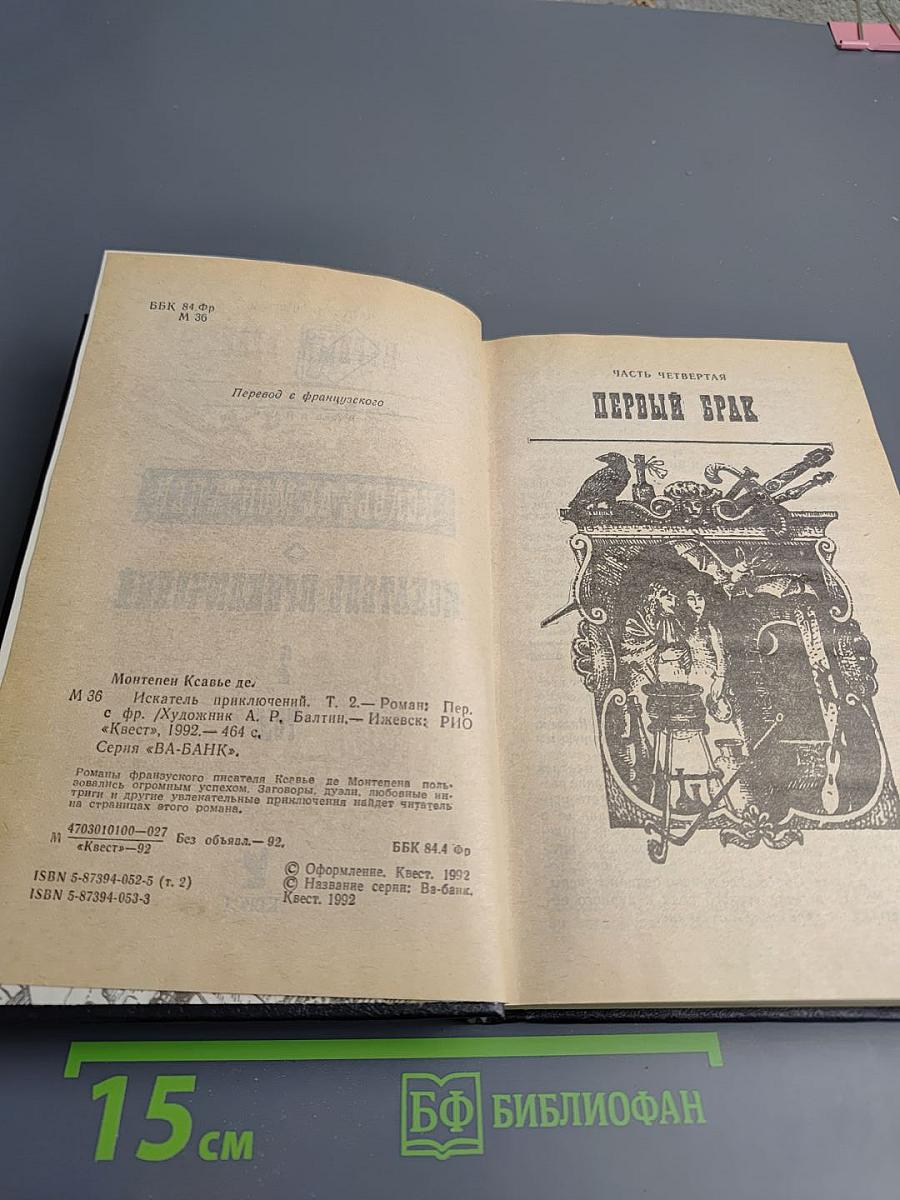 ББК 84.Фр
М 36
Перевод с французского
Монтепен Ксавье де.
М 36 Искатель приключений. Т. 2.— Роман: Пер.
с фр. /Художник А. Р. Балтин.— Ижевск: РИО
«Квест», 1992.— 464 с.
Серия «ВА-БАНК».
Романы франзуского писателя Ксавье де Монтепена поль-
зовались огромным успехом. Заговоры, дуэли, любовные ин-
триги и другие увлекательные приключения найдет читатель
на страницах этого романа.
М 4703010100—027
«Квест»—92
Без объявл.—92.
ББК 84.4 Фр
ISBN 5-87394-052-5 (т. 2)
ISBN 5-87394-053-3
© Оформление. Квест. 1992
© Название серии: Ва-банк.
Квест. 1992
ЧАСТЬ ЧЕТВЕРТАЯ
ПЕРВЫЙ БРАК
15 см
БФ БИБЛИОФАН